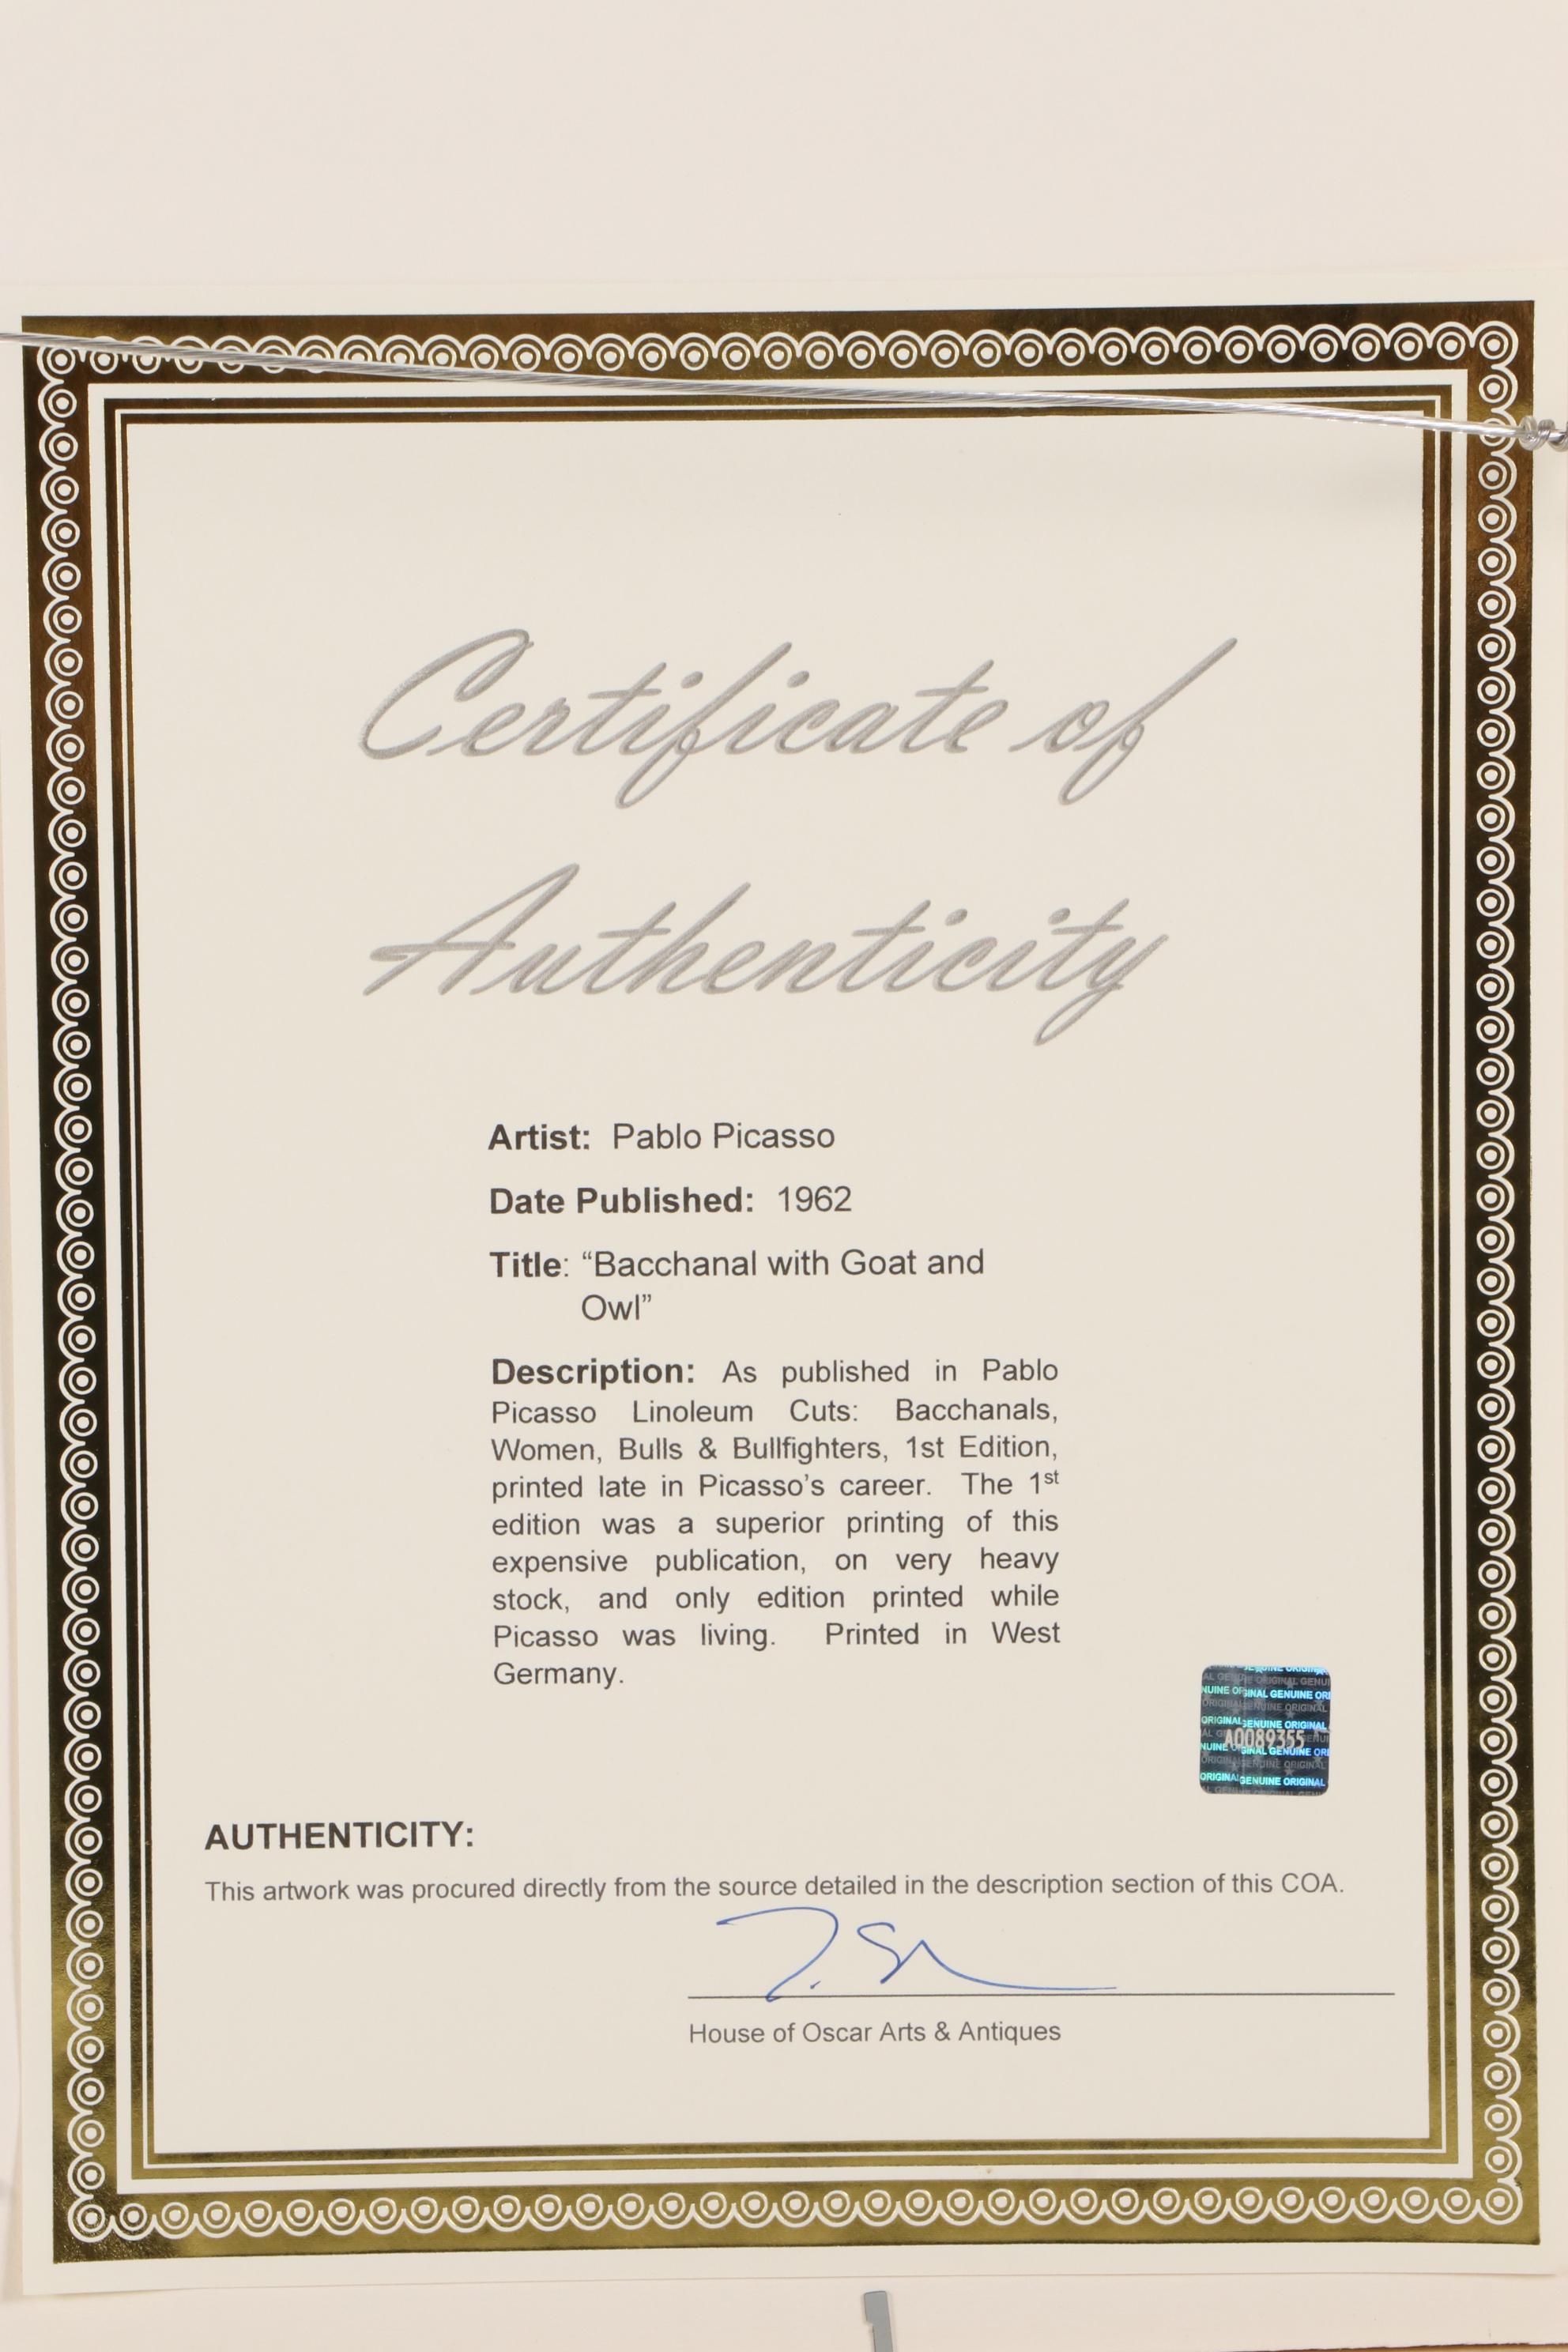 Certificate of
Authenticity
Artist: Pablo Picasso
Date Published: 1962
Title: “Bacchanal with Goat and
Owl”
Description: As published in Pablo
Picasso Linoleum Cuts: Bacchanals,
Women, Bulls & Bullfighters, 1st Edition,
printed late in Picasso’s career. The 1st
edition was a superior printing of this
expensive publication, on very heavy
stock, and only edition printed while
Picasso was living. Printed in West
Germany.
GENUINE ORIGINAL
A0089355
GENUINE ORIGINAL
AUTHENTICITY:
This artwork was procured directly from the source detailed in the description section of this COA.
House of Oscar Arts & Antiques